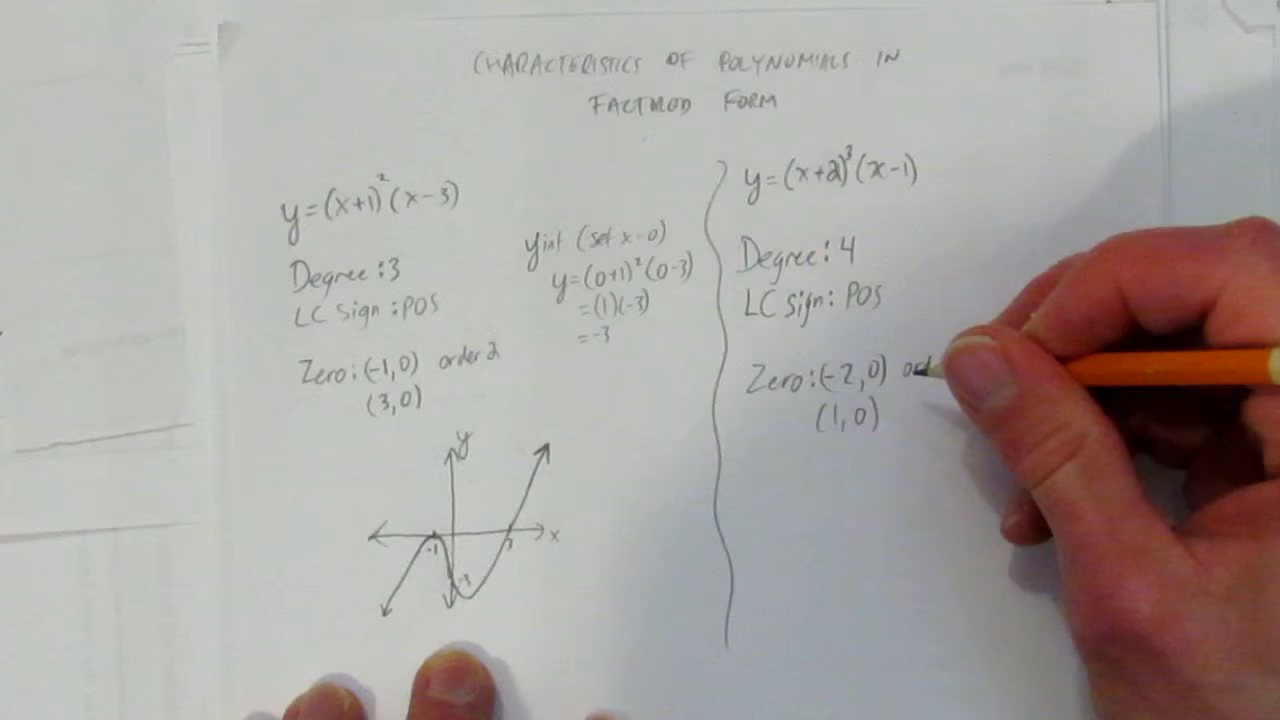 CHARACTERISTICS OF POLYNOMIALS IN
FACTORED FORM
y=(x+1)²(x-3)
Degree:3
LC sign:POS
Zero:(-1,0) order 2
(3,0)
y int (set x=0)
y=(0+1)²(0-3)
=(1)(-3)
=-3
y
x
-1
3
-3
y=(x+2)³(x-1)
Degree:4
LC sign: POS
Zero:(-2,0) ord
(1,0)